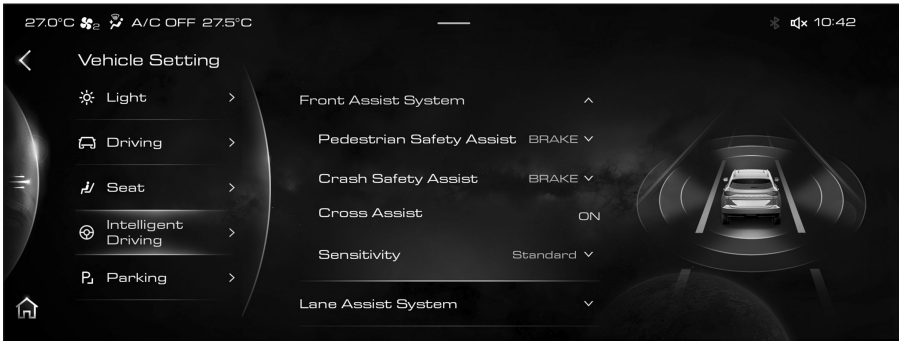 27.0°C 2 A/C OFF 27.5°C
10:42
Vehicle Setting
Light
Driving
Seat
Intelligent
Driving
P Parking
Front Assist System
Pedestrian Safety Assist BRAKE
Crash Safety Assist BRAKE
Cross Assist ON
Sensitivity Standard
Lane Assist System